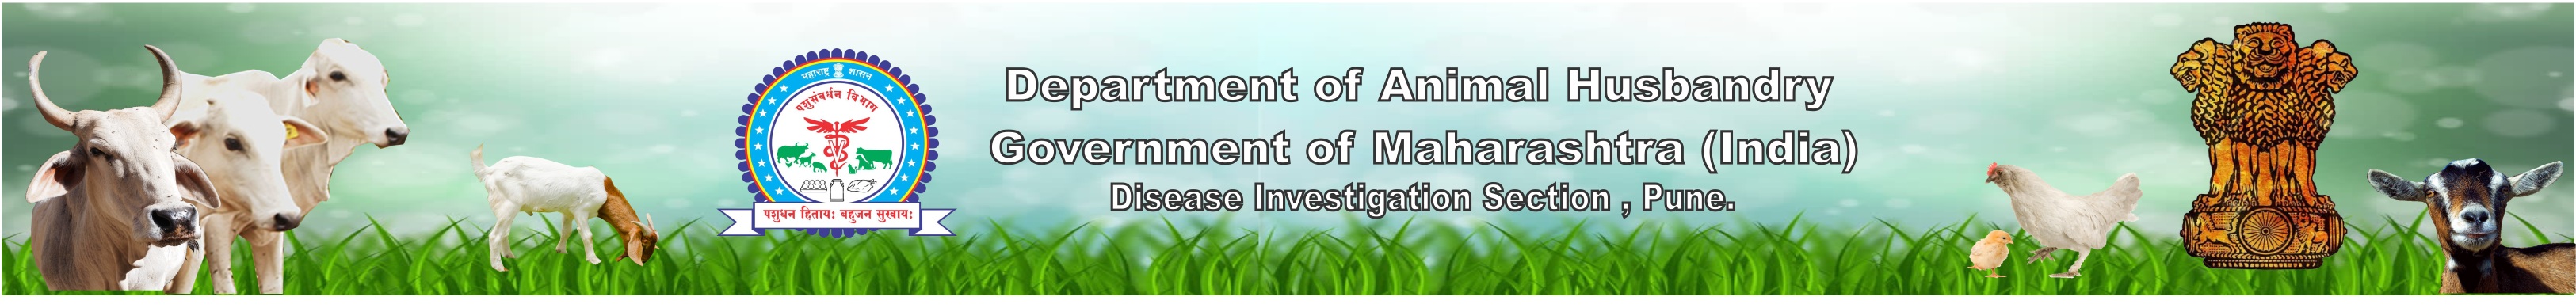 महाराष्ट्र शासन
पशुसंवर्धन विभाग
पशुधन हिताय: बहुजन सुखाय:
Department of Animal Husbandry
Government of Maharashtra (India)
Disease Investigation Section , Pune.